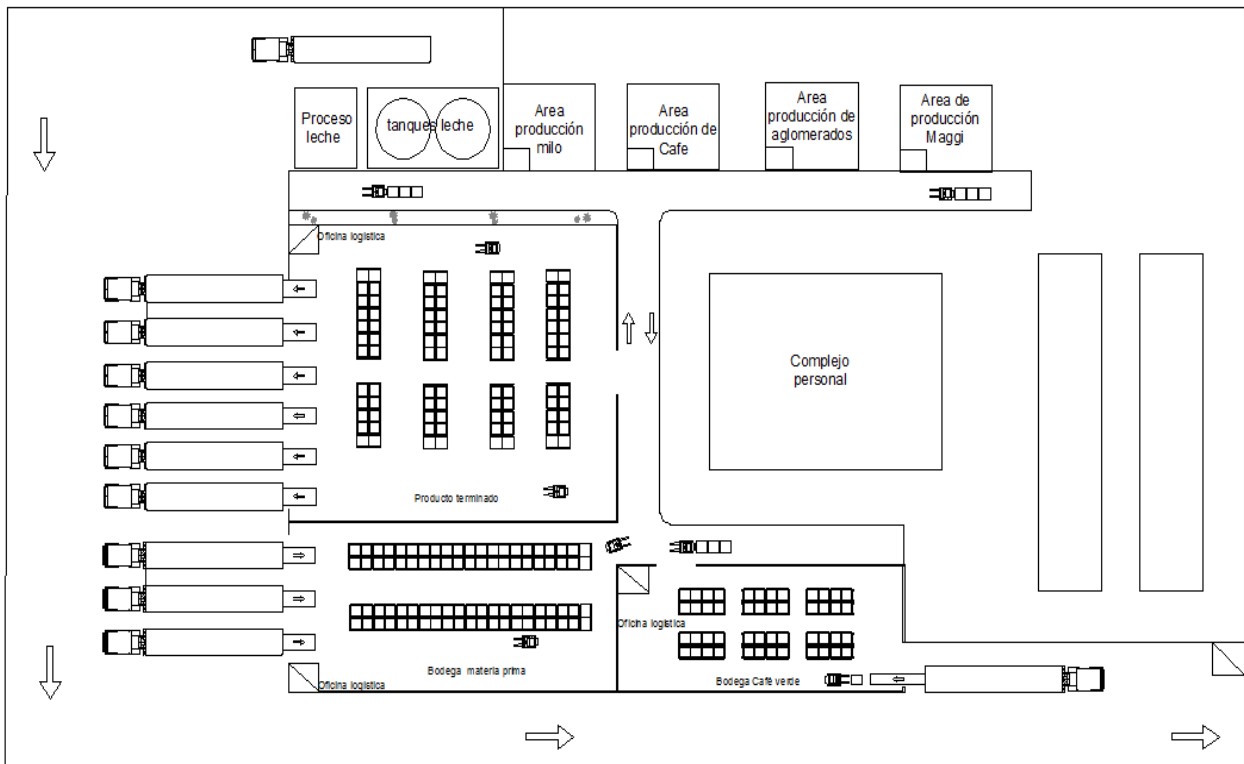 Proceso
leche
tanques leche
Area
producción
milo
Area
producción de
Cafe
Area
producción de
aglomerados
Area de
producción
Maggi
Oficina logística
Complejo
personal
Producto terminado
Oficina logística
Bodega materia prima
Oficina logística
Bodega Café verde